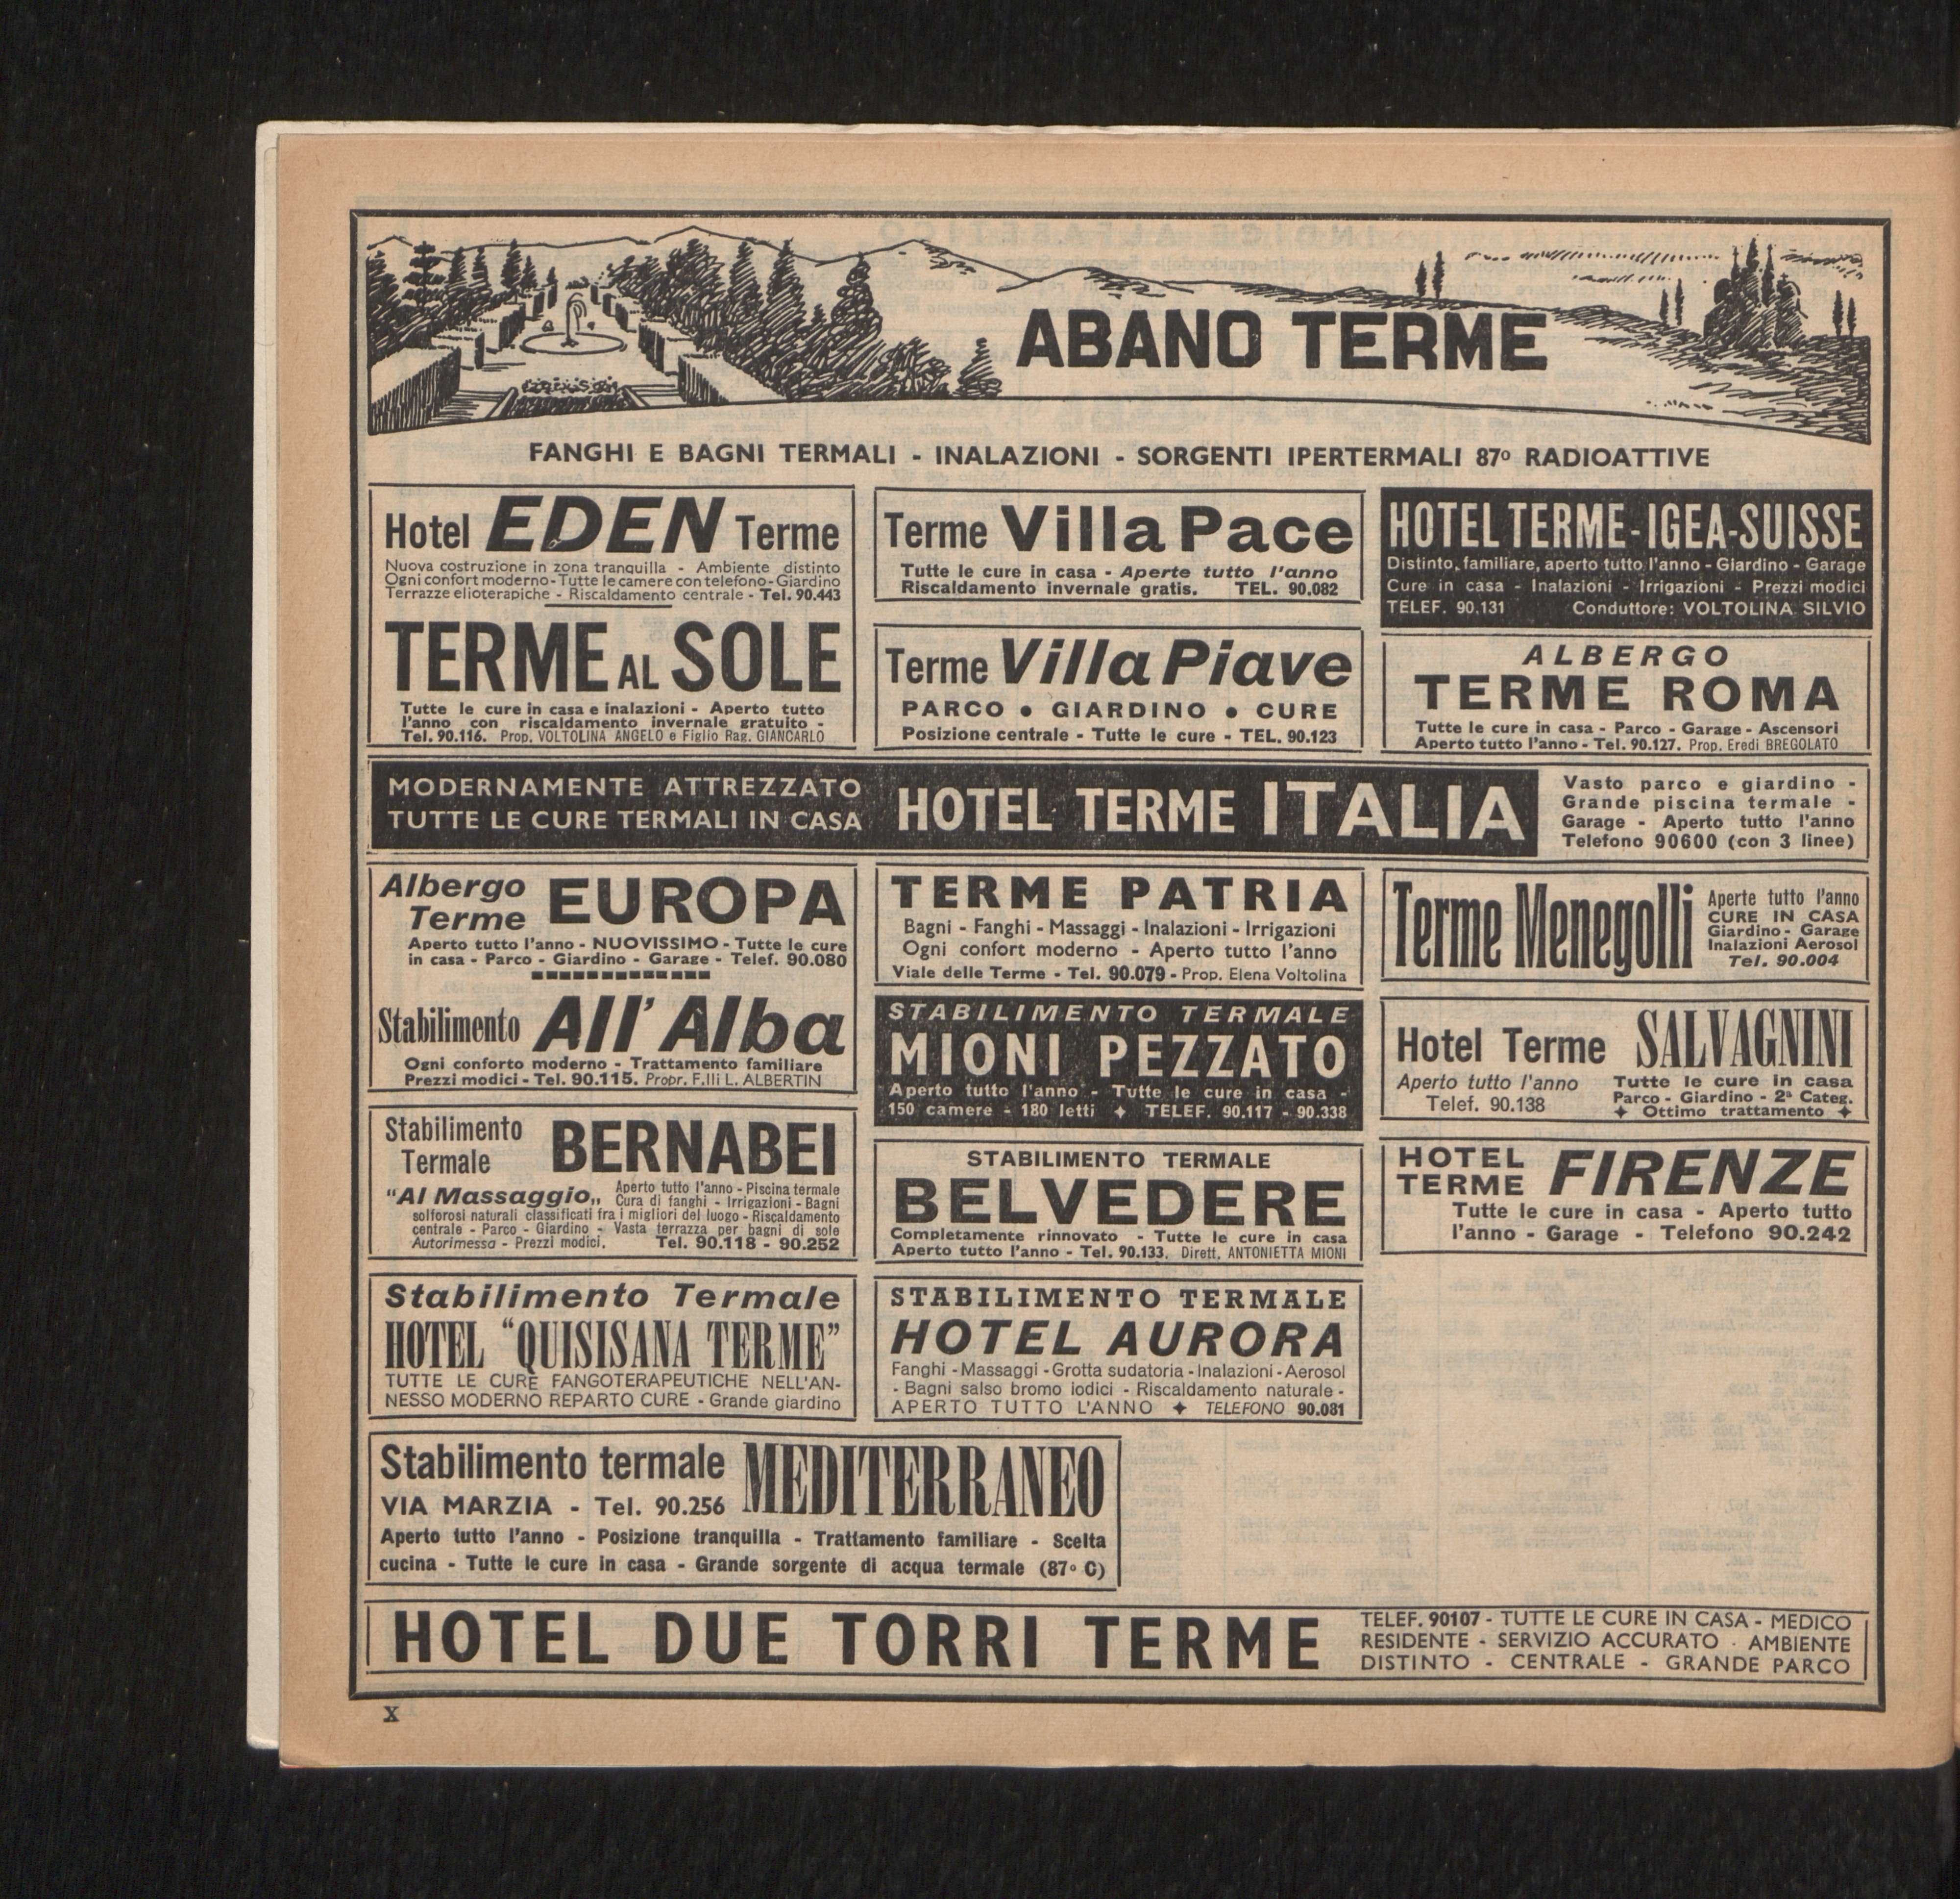 ABANO TERME
FANGHI E BAGNI TERMALI - INALAZIONI - SORGENTI IPERTERMALI 87º RADIOATTIVE
Hotel EDEN Terme
Nuova costruzione in zona tranquilla - Ambiente distinto
Ogni confort moderno - Tutte le camere con telefono - Giardino
Terrazze elioterapiche - Riscaldamento centrale - Tel. 90.443
TERME AL SOLE
Tutte le cure in casa e inalazioni - Aperto tutto
l'anno con riscaldamento invernale gratuito -
Tel. 90.116. Prop. VOLTOLINA ANGELO e Figlio Rag. GIANCARLO
Terme Villa Pace
Tutte le cure in casa - Aperte tutto l'anno
Riscaldamento invernale gratis. TEL. 90.082
Terme Villa Piave
PARCO • GIARDINO • CURE
Posizione centrale - Tutte le cure - TEL. 90.123
HOTEL TERME-IGEA-SUISSE
Distinto, familiare, aperto tutto l'anno - Giardino - Garage
Cure in casa - Inalazioni - Irrigazioni - Prezzi modici
TELEF. 90.131 Conduttore: VOLTOLINA SILVIO
ALBERGO
TERME ROMA
Tutte le cure in casa - Parco - Garage - Ascensori
Aperto tutto l'anno - Tel. 90.127. Prop. Eredi BREGOLATO
MODERNAMENTE ATTREZZATO
TUTTE LE CURE TERMALI IN CASA
HOTEL TERME ITALIA
Vasto parco e giardino -
Grande piscina termale -
Garage - Aperto tutto l'anno
Telefono 90600 (con 3 linee)
Albergo
Terme
EUROPA
Aperto tutto l'anno - NUOVISSIMO - Tutte le cure
in casa - Parco - Giardino - Garage - Telef. 90.080
Stabilimento All'Alba
Ogni conforto moderno - Trattamento familiare
Prezzi modici - Tel. 90.115. Propr. F.lli L. ALBERTIN
Stabilimento
Termale
BERNABEI
"Al Massaggio„
Aperto tutto l'anno - Piscina termale
Cura di fanghi - Irrigazioni - Bagni
solforosi naturali classificati fra i migliori del luogo - Riscaldamento
centrale - Parco - Giardino - Vasta terrazza per bagni di sole
Autorimessa - Prezzi modici. Tel. 90.118 - 90.252
Stabilimento Termale
HOTEL "QUISISANA TERME"
TUTTE LE CURE FANGOTERAPEUTICHE NELL'AN-
NESSO MODERNO REPARTO CURE - Grande giardino
TERME PATRIA
Bagni - Fanghi - Massaggi - Inalazioni - Irrigazioni
Ogni confort moderno - Aperto tutto l'anno
Viale delle Terme - Tel. 90.079 - Prop. Elena Voltolina
STABILIMENTO TERMALE
MIONI PEZZATO
Aperto tutto l'anno - Tutte le cure in casa -
150 camere - 180 letti ✦ TELEF. 90.117 - 90.338
STABILIMENTO TERMALE
BELVEDERE
Completamente rinnovato - Tutte le cure in casa
Aperto tutto l'anno - Tel. 90.133. Dirett. ANTONIETTA MIONI
STABILIMENTO TERMALE
HOTEL AURORA
Fanghi - Massaggi - Grotta sudatoria - Inalazioni - Aerosol
- Bagni salso bromo iodici - Riscaldamento naturale -
APERTO TUTTO L'ANNO ✦ TELEFONO 90.081
Terme Menegolli
Aperte tutto l'anno
CURE IN CASA
Giardino - Garage
Inalazioni Aerosol
Tel. 90.004
Hotel Terme SALVAGNINI
Aperto tutto l'anno
Telef. 90.138
Tutte le cure in casa
Parco - Giardino - 2ª Categ.
✦ Ottimo trattamento ✦
HOTEL
TERME
FIRENZE
Tutte le cure in casa - Aperto tutto
l'anno - Garage - Telefono 90.242
Stabilimento termale MEDITERRANEO
VIA MARZIA - Tel. 90.256
Aperto tutto l'anno - Posizione tranquilla - Trattamento familiare - Scelta
cucina - Tutte le cure in casa - Grande sorgente di acqua termale (87º C)
HOTEL DUE TORRI TERME
TELEF. 90107 - TUTTE LE CURE IN CASA - MEDICO
RESIDENTE - SERVIZIO ACCURATO - AMBIENTE
DISTINTO - CENTRALE - GRANDE PARCO
X